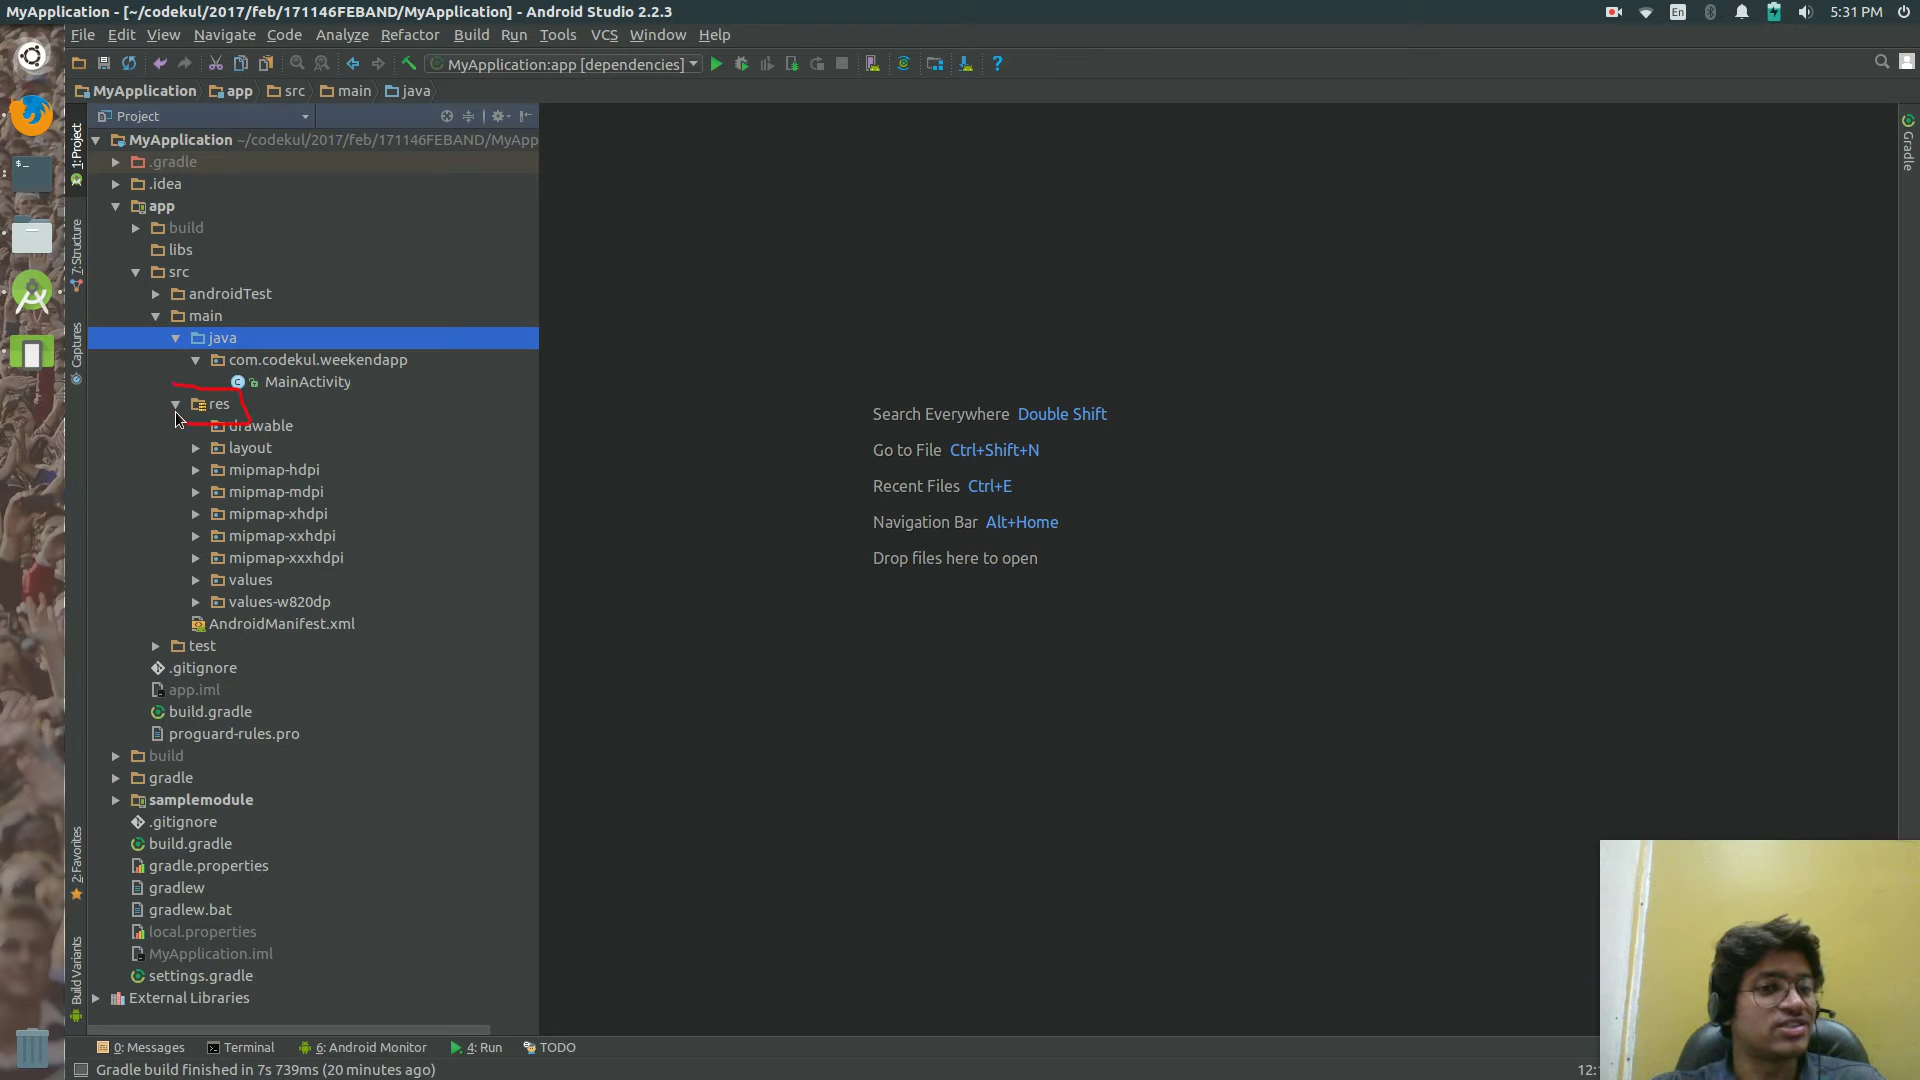 MyApplication - [~/codekul/2017/feb/171146FEBAND/MyApplication] - Android Studio 2.2.3
En
5:31 PM
File Edit View Navigate Code Analyze Refactor Build Run Tools VCS Window Help
MyApplication:app [dependencies]
MyApplication app src main java
Project
1: Project
7: Structure
Captures
2: Favorites
Build Variants
MyApplication ~/codekul/2017/feb/171146FEBAND/MyApp
.gradle
.idea
app
build
libs
src
androidTest
main
java
com.codekul.weekendapp
MainActivity
res
drawable
layout
mipmap-hdpi
mipmap-mdpi
mipmap-xhdpi
mipmap-xxhdpi
mipmap-xxxhdpi
values
values-w820dp
AndroidManifest.xml
test
.gitignore
app.iml
build.gradle
proguard-rules.pro
build
gradle
samplemodule
.gitignore
build.gradle
gradle.properties
gradlew
gradlew.bat
local.properties
MyApplication.iml
settings.gradle
External Libraries
Search Everywhere Double Shift
Go to File Ctrl+Shift+N
Recent Files Ctrl+E
Navigation Bar Alt+Home
Drop files here to open
Gradle
0: Messages Terminal 6: Android Monitor 4: Run TODO
Gradle build finished in 7s 739ms (20 minutes ago)